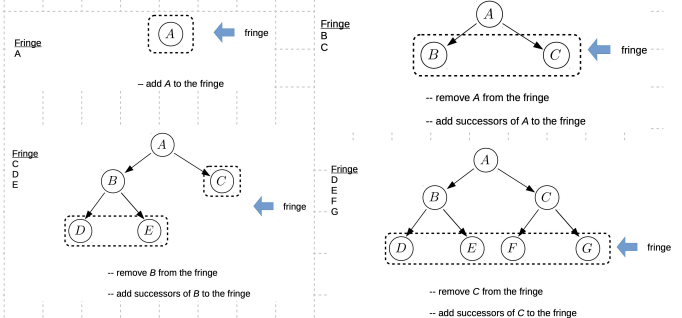 Fringe
A
A
fringe
– add A to the fringe
Fringe
B
C
A
B
C
fringe
-- remove A from the fringe
-- add successors of A to the fringe
Fringe
C
D
E
A
B
C
D
E
fringe
-- remove B from the fringe
-- add successors of B to the fringe
Fringe
D
E
F
G
A
B
C
D
E
F
G
fringe
-- remove C from the fringe
-- add successors of C to the fringe